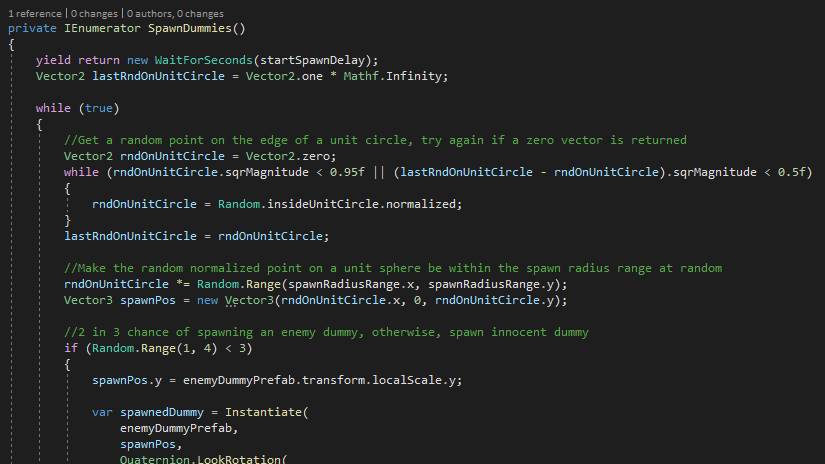 1 reference | 0 changes | 0 authors, 0 changes
private IEnumerator SpawnDummies()
{
    yield return new WaitForSeconds(startSpawnDelay);
    Vector2 lastRndOnUnitCircle = Vector2.one * Mathf.Infinity;

    while (true)
    {
        //Get a random point on the edge of a unit circle, try again if a zero vector is returned
        Vector2 rndOnUnitCircle = Vector2.zero;
        while (rndOnUnitCircle.sqrMagnitude < 0.95f || (lastRndOnUnitCircle - rndOnUnitCircle).sqrMagnitude < 0.5f)
        {
            rndOnUnitCircle = Random.insideUnitCircle.normalized;
        }
        lastRndOnUnitCircle = rndOnUnitCircle;

        //Make the random normalized point on a unit sphere be within the spawn radius range at random
        rndOnUnitCircle *= Random.Range(spawnRadiusRange.x, spawnRadiusRange.y);
        Vector3 spawnPos = new Vector3(rndOnUnitCircle.x, 0, rndOnUnitCircle.y);

        //2 in 3 chance of spawning an enemy dummy, otherwise, spawn innocent dummy
        if (Random.Range(1, 4) < 3)
        {
            spawnPos.y = enemyDummyPrefab.transform.localScale.y;

            var spawnedDummy = Instantiate(
                enemyDummyPrefab,
                spawnPos,
                Quaternion.LookRotation(